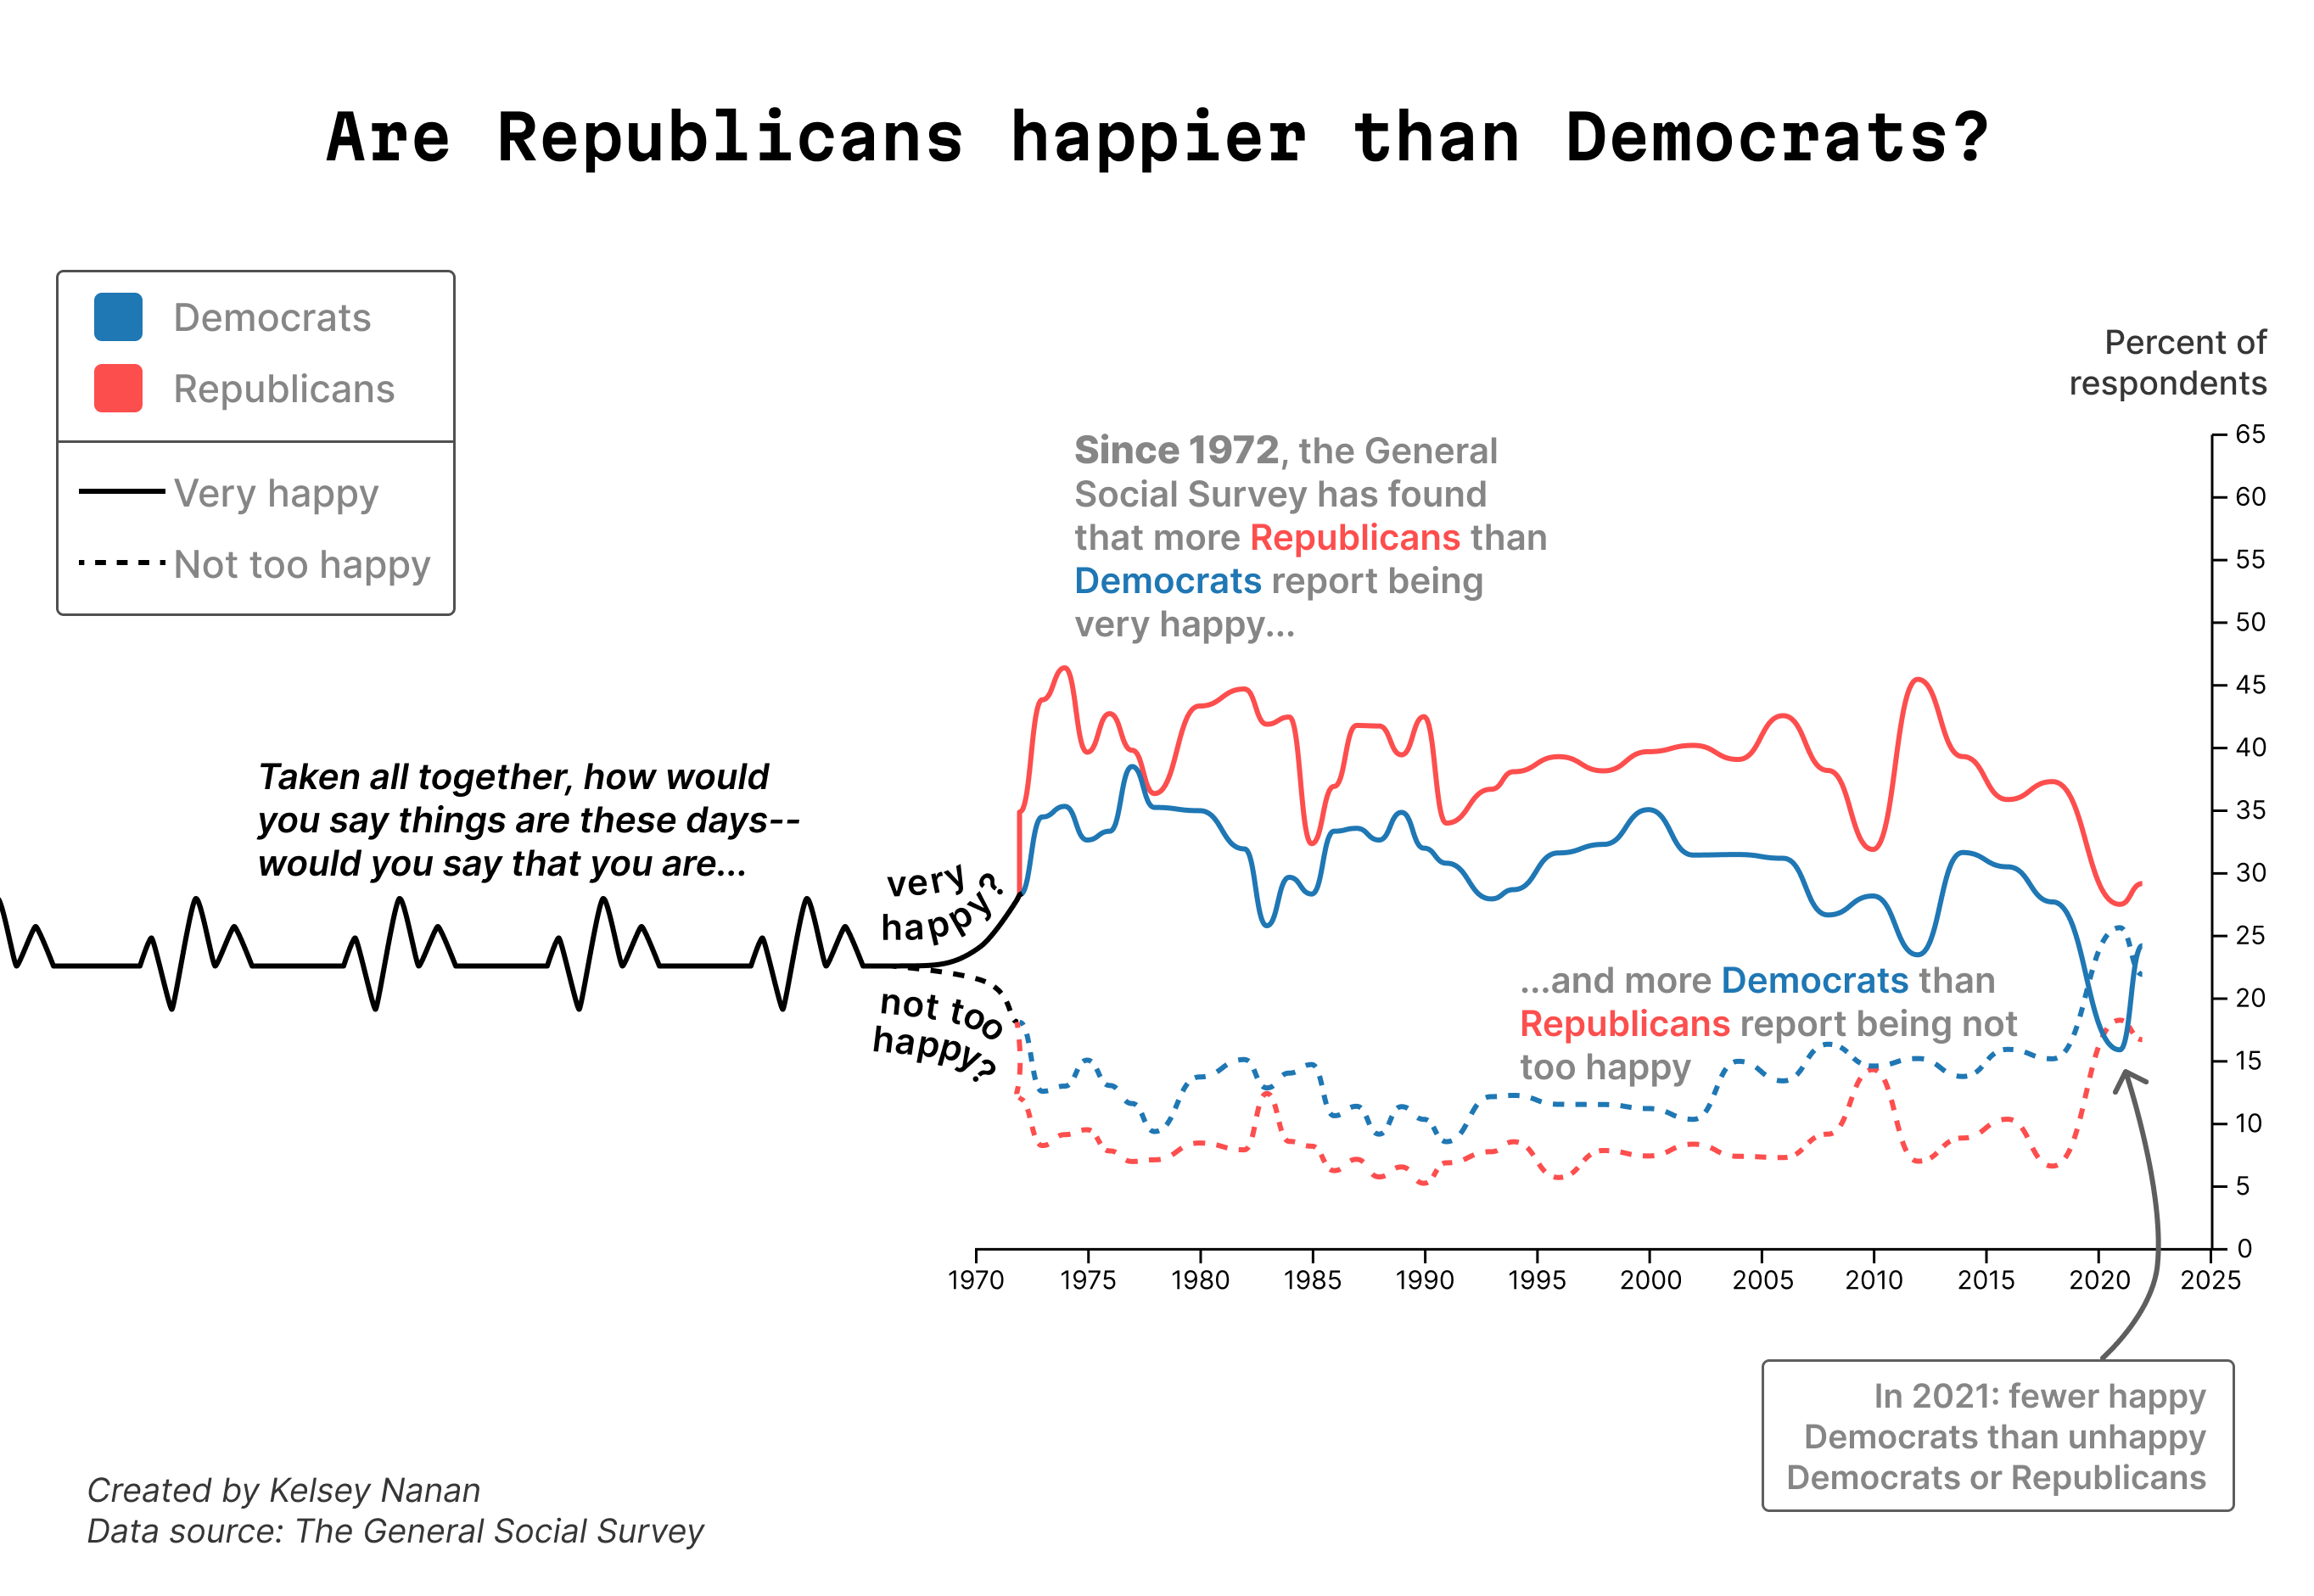 Are Republicans happier than Democrats?
Democrats
Republicans
Very happy
Not too happy
Percent of
respondents
Since 1972, the General
Social Survey has found
that more Republicans than
Democrats report being
very happy...
Taken all together, how would
you say things are these days--
would you say that you are...
very
happy?
not too
happy?
...and more Democrats than
Republicans report being not
too happy
65
60
55
50
45
40
35
30
25
20
15
10
5
0
1970 1975 1980 1985 1990 1995 2000 2005 2010 2015 2020 2025
In 2021: fewer happy
Democrats than unhappy
Democrats or Republicans
Created by Kelsey Nanan
Data source: The General Social Survey